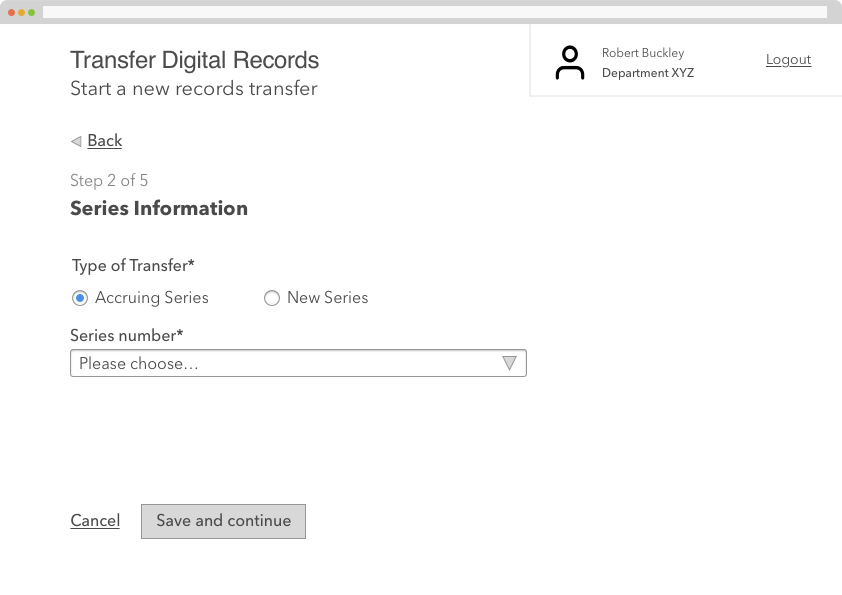 Transfer Digital Records
Start a new records transfer
Robert Buckley
Department XYZ
Logout
Back
Step 2 of 5
Series Information
Type of Transfer*
Accruing Series
New Series
Series number*
Please choose...
Cancel
Save and continue